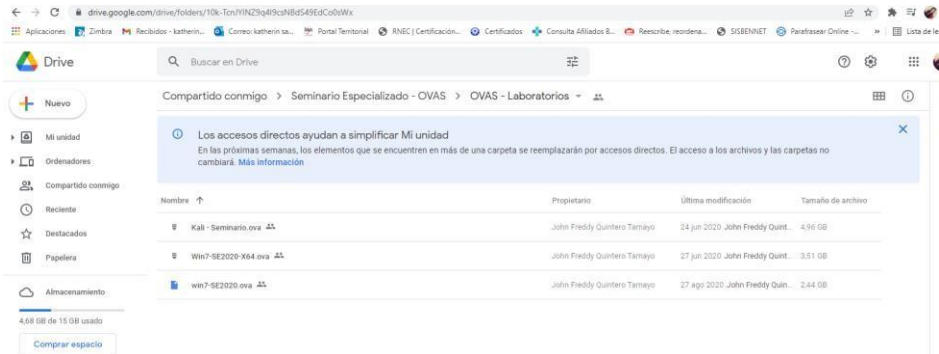 drive.google.com/drive/folders/10k-TcnJYlNZ9q4I9csNBdS49EdCo0sWx
Aplicaciones Zimbra Recibidos - katherin... Correo: katherin sa... Portal Territorial RNEC | Certificación... Certificados Consulta Afiliados B... Reescribe, reordena... SISBENNET Parafrasear Online -... » Lista de le
Drive Buscar en Drive
Nuevo Compartido conmigo > Seminario Especializado - OVAS > OVAS - Laboratorios
Mi unidad
Ordenadores
Compartido conmigo
Reciente
Destacados
Papelera
Almacenamiento
4,68 GB de 15 GB usado
Comprar espacio
Los accesos directos ayudan a simplificar Mi unidad
En las próximas semanas, los elementos que se encuentren en más de una carpeta se reemplazarán por accesos directos. El acceso a los archivos y las carpetas no
cambiará. Más información
Nombre ↑ Propietario Última modificación Tamaño de archivo
Kali - Seminario.ova John Freddy Quintero Tamayo 24 jun 2020 John Freddy Quint... 4,96 GB
Win7-SE2020-X64.ova John Freddy Quintero Tamayo 27 jun 2020 John Freddy Quint... 3,51 GB
win7-SE2020.ova John Freddy Quintero Tamayo 27 ago 2020 John Freddy Quin... 2,44 GB